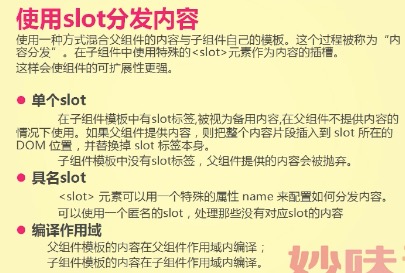 使用slot分发内容
使用一种方式混合父组件的内容与子组件自己的模板。这个过程被称为“内
容分发”。在子组件中使用特殊的<slot>元素作为内容的插槽。
这样会使组件的可扩展性更强。
● 单个slot
在子组件模板中有slot标签,被视为备用内容,在父组件不提供内容的
情况下使用。如果父组件提供内容，则把整个内容片段插入到 slot 所在的
DOM 位置，并替换掉 slot 标签本身。
子组件模板中没有slot标签，父组件提供的内容会被抛弃。
● 具名slot
<slot> 元素可以用一个特殊的属性 name 来配置如何分发内容。
可以使用一个匿名的slot，处理那些没有对应slot的内容
● 编译作用域
父组件模板的内容在父组件作用域内编译；
子组件模板的内容在子组件作用域内编译。
妙味